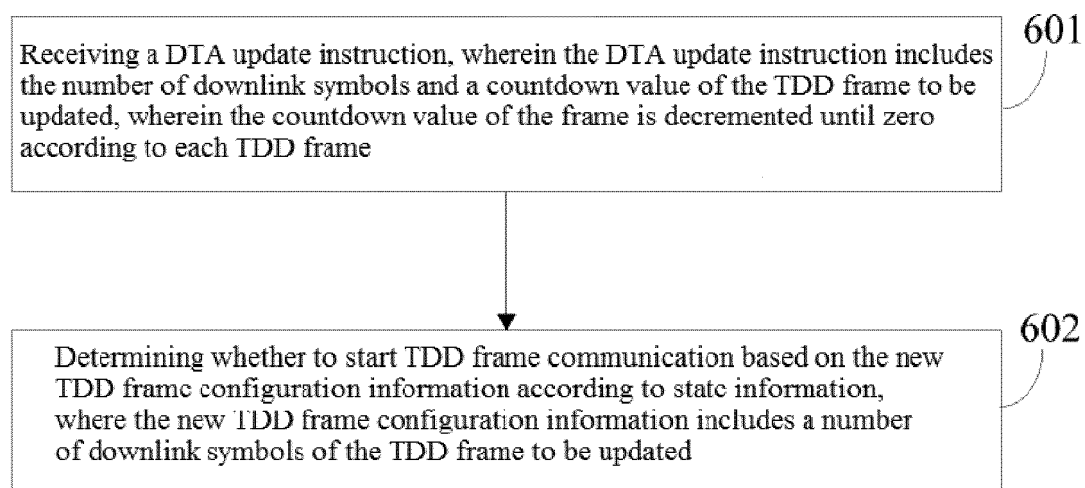 601
Receiving a DTA update instruction, wherein the DTA update instruction includes
the number of downlink symbols and a countdown value of the TDD frame to be
updated, wherein the countdown value of the frame is decremented until zero
according to each TDD frame
602
Determining whether to start TDD frame communication based on the new
TDD frame configuration information according to state information,
where the new TDD frame configuration information includes a number
of downlink symbols of the TDD frame to be updated